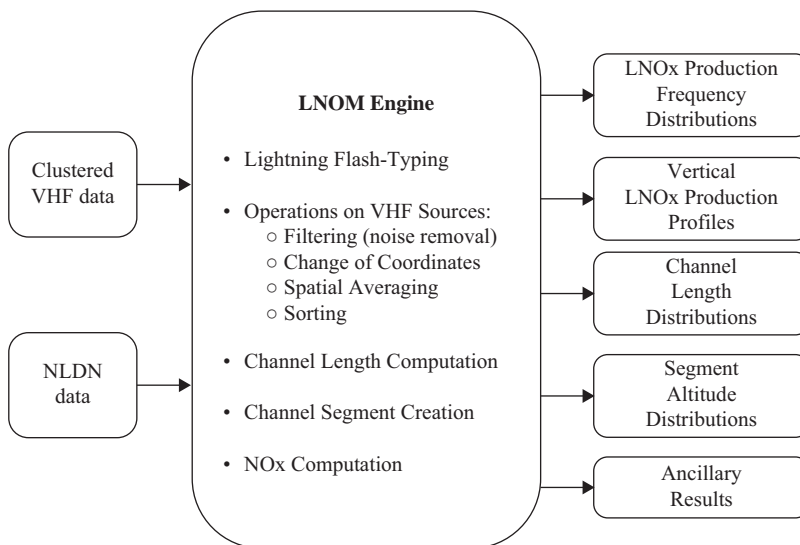 Clustered
VHF data
NLDN
data
LNOM Engine
• Lightning Flash-Typing
• Operations on VHF Sources:
○ Filtering (noise removal)
○ Change of Coordinates
○ Spatial Averaging
○ Sorting
• Channel Length Computation
• Channel Segment Creation
• NOx Computation
LNOx Production
Frequency
Distributions
Vertical
LNOx Production
Profiles
Channel
Length
Distributions
Segment
Altitude
Distributions
Ancillary
Results